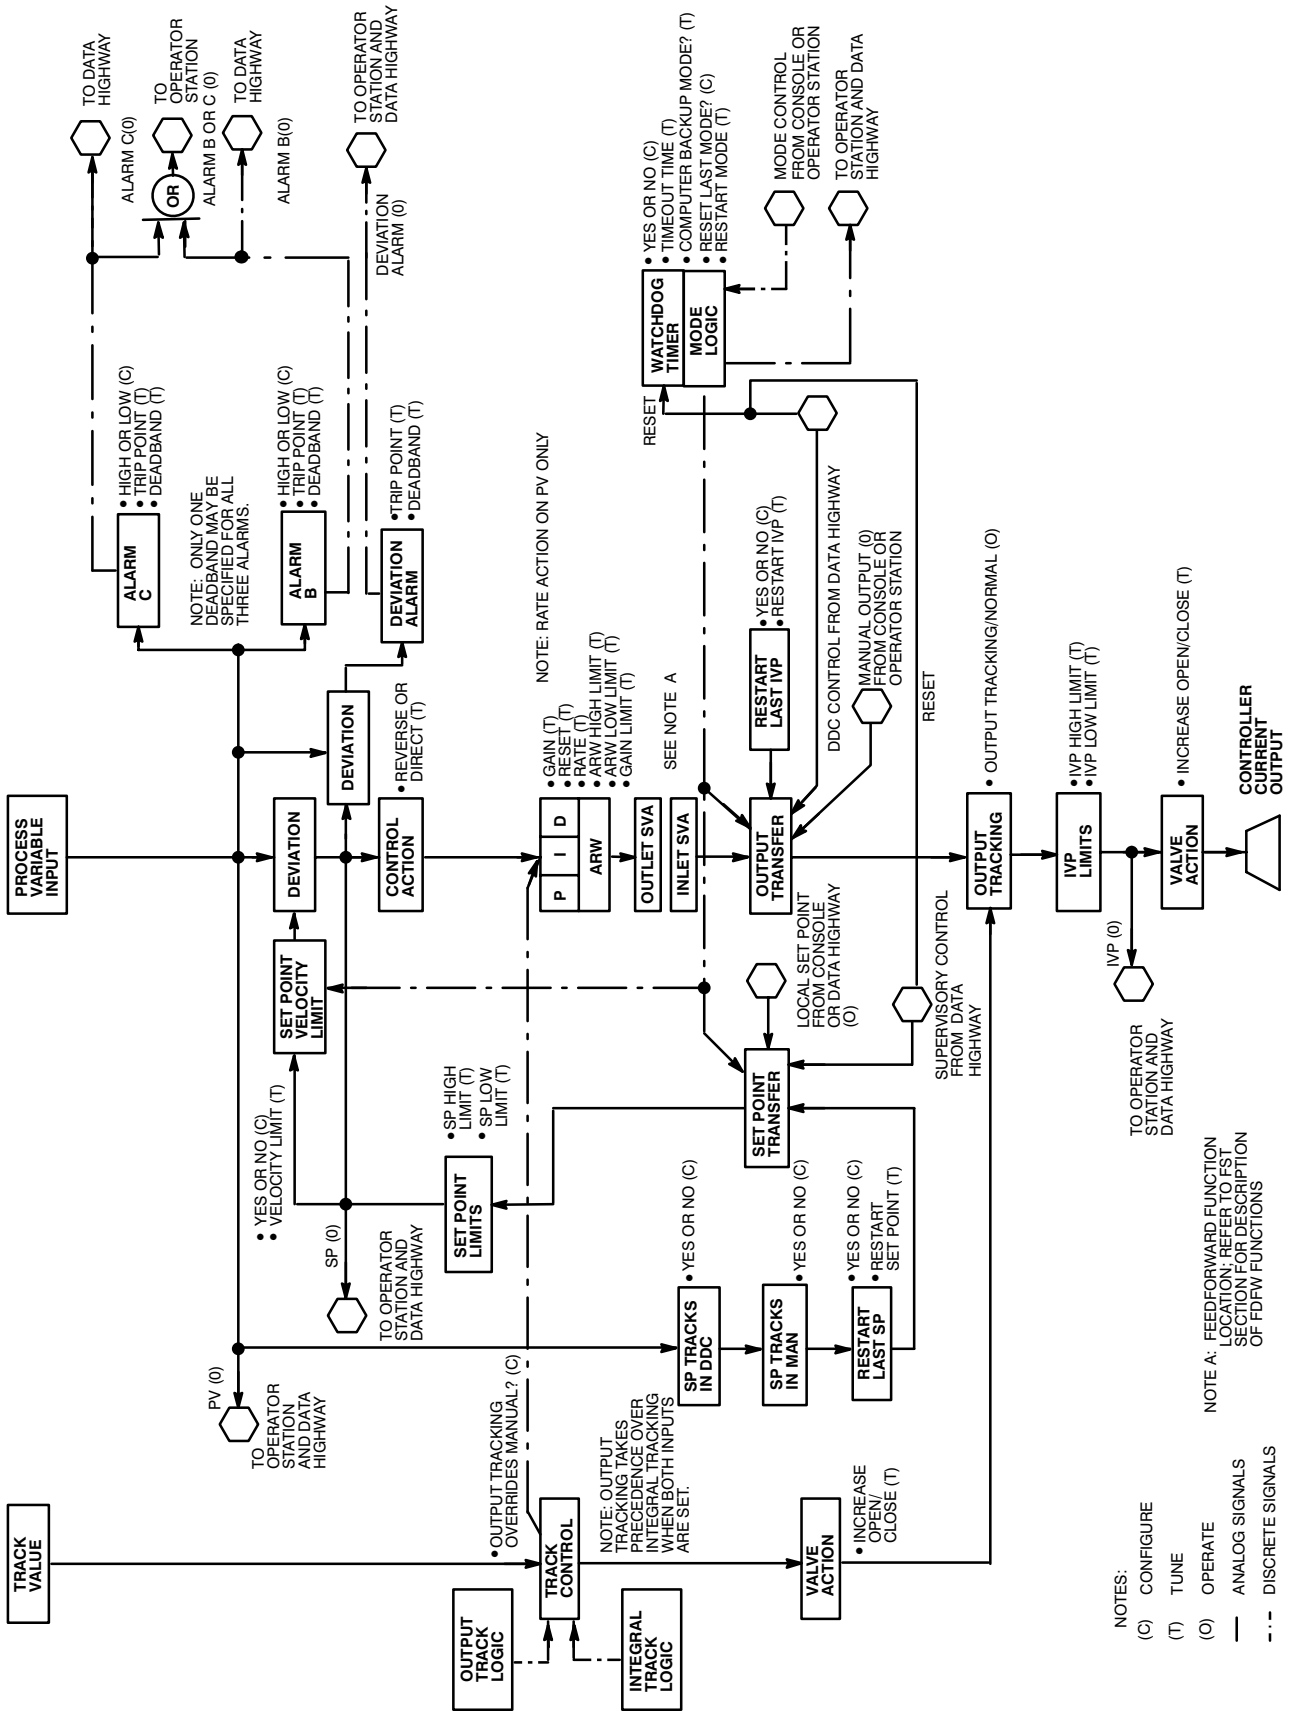 TRACK
VALUE
OUTPUT
TRACK
LOGIC
INTEGRAL
TRACK
LOGIC
TRACK
CONTROL
• OUTPUT TRACKING
OVERRIDES MANUAL? (C)
NOTE: OUTPUT
TRACKING TAKES
PRECEDENCE OVER
INTEGRAL TRACKING
WHEN BOTH INPUTS
ARE SET.
VALVE
ACTION
• INCREASE
OPEN/
CLOSE (T)
NOTES:
(C) CONFIGURE
(T) TUNE
(O) OPERATE
ANALOG SIGNALS
DISCRETE SIGNALS
NOTE A: FEEDFORWARD FUNCTION
LOCATION; REFER TO FST
SECTION FOR DESCRIPTION
OF FDFW FUNCTIONS
PV (0)
TO
OPERATOR
STATION
AND DATA
HIGHWAY
SP (0)
TO OPERATOR
STATION AND
DATA HIGHWAY
• YES OR NO (C)
• VELOCITY LIMIT (T)
SET POINT
VELOCITY
LIMIT
SET POINT
LIMITS
• SP HIGH
LIMIT (T)
• SP LOW
LIMIT (T)
SP TRACKS
IN DDC
• YES OR NO (C)
SP TRACKS
IN MAN
• YES OR NO (C)
RESTART
LAST SP
• YES OR NO (C)
• RESTART
SET POINT (T)
SET POINT
TRANSFER
LOCAL SET POINT
FROM CONSOLE
OR DATA HIGHWAY
(O)
SUPERVISORY CONTROL
FROM DATA
HIGHWAY
PROCESS
VARIABLE
INPUT
DEVIATION
DEVIATION
CONTROL
ACTION
• REVERSE OR
DIRECT (T)
P I D
ARW
• GAIN (T)
• RESET (T)
• RATE (T)
• ARW HIGH LIMIT (T)
• ARW LOW LIMIT (T)
• GAIN LIMIT (T)
NOTE: RATE ACTION ON PV ONLY
OUTLET SVA
INLET SVA
SEE NOTE A
OUTPUT
TRANSFER
RESTART
LAST IVP
• YES OR NO (C)
• RESTART IVP (T)
DDC CONTROL FROM DATA HIGHWAY
MANUAL OUTPUT (0)
FROM CONSOLE OR
OPERATOR STATION
RESET
OUTPUT
TRACKING
• OUTPUT TRACKING/NORMAL (O)
IVP
LIMITS
• IVP HIGH LIMIT (T)
• IVP LOW LIMIT (T)
IVP (0)
TO OPERATOR
STATION AND
DATA HIGHWAY
VALVE
ACTION
• INCREASE OPEN/CLOSE (T)
CONTROLLER
CURRENT
OUTPUT
ALARM
C
• HIGH OR LOW (C)
• TRIP POINT (T)
• DEADBAND (T)
NOTE: ONLY ONE
DEADBAND MAY BE
SPECIFIED FOR ALL
THREE ALARMS.
ALARM
B
• HIGH OR LOW (C)
• TRIP POINT (T)
• DEADBAND (T)
DEVIATION
ALARM
• TRIP POINT (T)
• DEADBAND (T)
TO DATA
HIGHWAY
ALARM C(0)
OR
TO
OPERATOR
STATION
ALARM B OR C (0)
TO DATA
HIGHWAY
ALARM B(0)
DEVIATION
ALARM (0)
TO OPERATOR
STATION AND
DATA HIGHWAY
RESET
WATCHDOG
TIMER
MODE
LOGIC
• YES OR NO (C)
• TIMEOUT TIME (T)
• COMPUTER BACKUP MODE? (T)
• RESET LAST MODE? (C)
• RESTART MODE (T)
MODE CONTROL
FROM CONSOLE OR
OPERATOR STATION
TO OPERATOR
STATION AND DATA
HIGHWAY